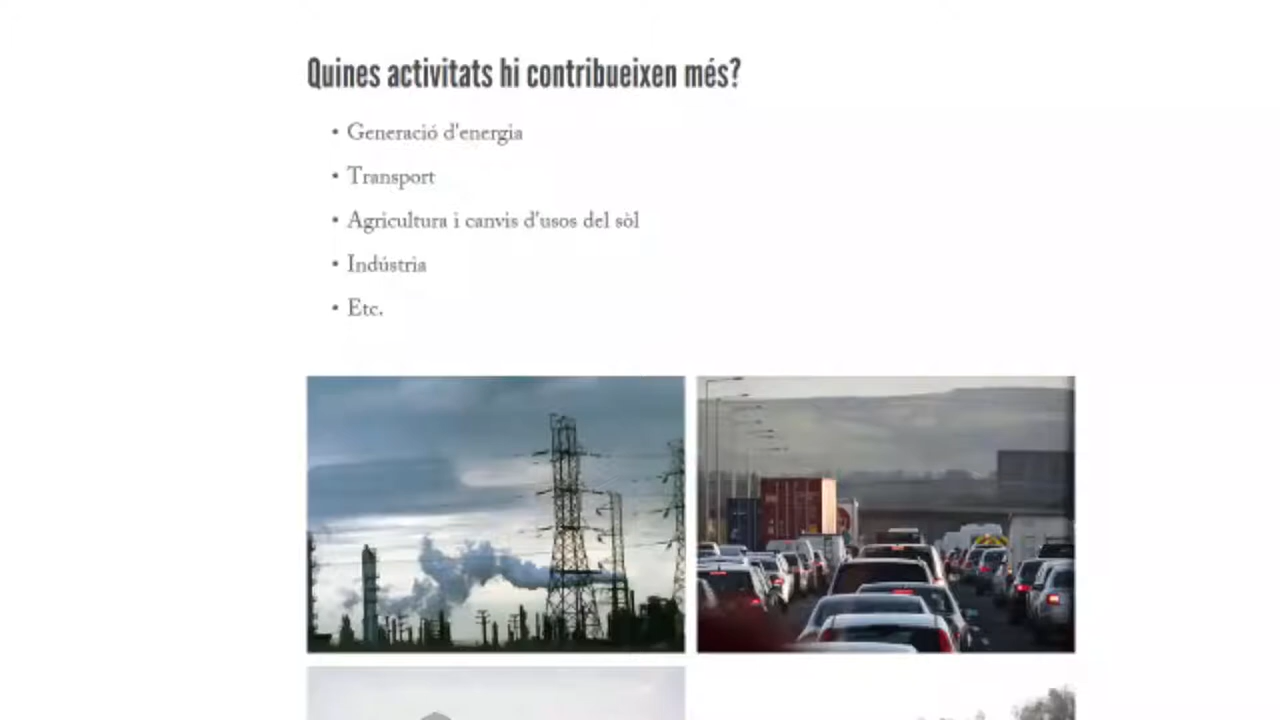 Quines activitats hi contribueixen més?
• Generació d'energia
• Transport
• Agricultura i canvis d'usos del sòl
• Indústria
• Etc.